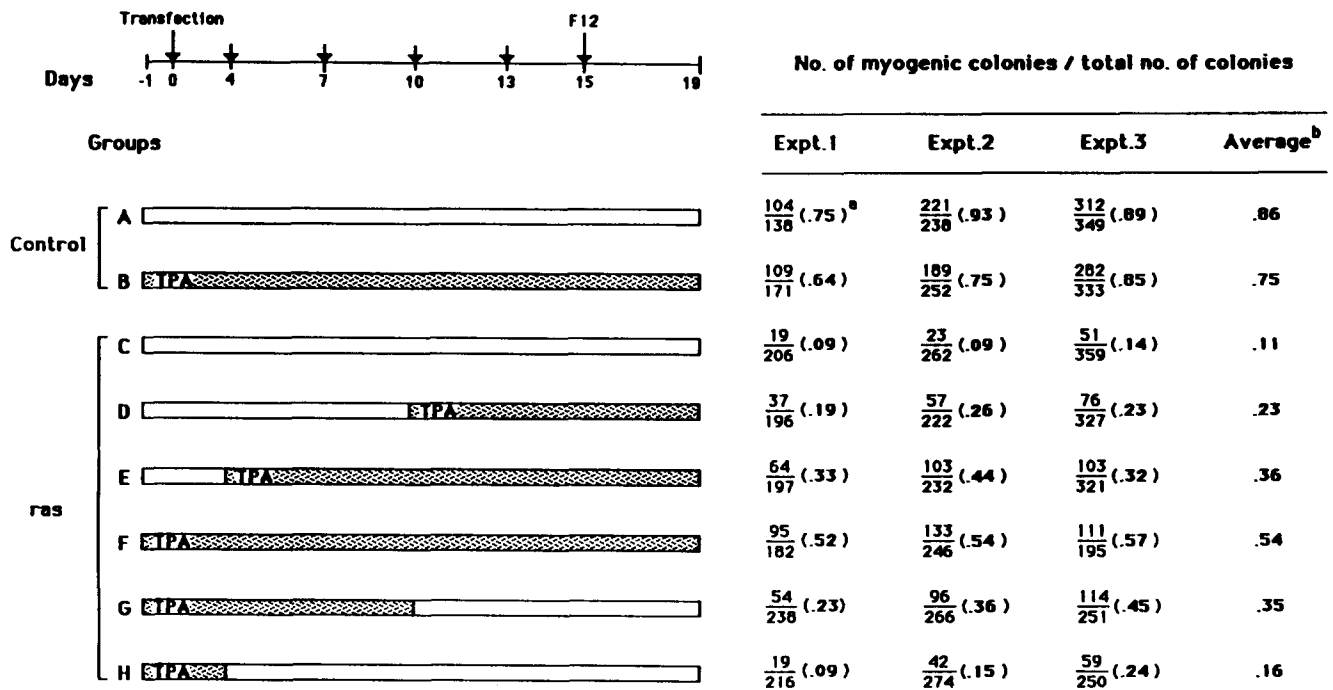 Transfection F12
Days -1 0 4 7 10 13 15 19
No. of myogenic colonies / total no. of colonies
Groups Expt.1 Expt.2 Expt.3 Average^b
Control
A 104/138 (.75)^a 221/238 (.93) 312/349 (.89) .86
B TPA 109/171 (.64) 189/252 (.75) 282/333 (.85) .75
ras
C 19/206 (.09) 23/262 (.09) 51/359 (.14) .11
D TPA 37/196 (.19) 57/222 (.26) 76/327 (.23) .23
E TPA 64/197 (.33) 103/232 (.44) 103/321 (.32) .36
F TPA 95/182 (.52) 133/246 (.54) 111/195 (.57) .54
G TPA 54/238 (.23) 96/266 (.36) 114/251 (.45) .35
H TPA 19/216 (.09) 42/274 (.15) 59/250 (.24) .16